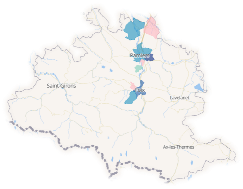 Pamiers
Saint-Girons
Lavelanet
Foix
Ax-les-Thermes